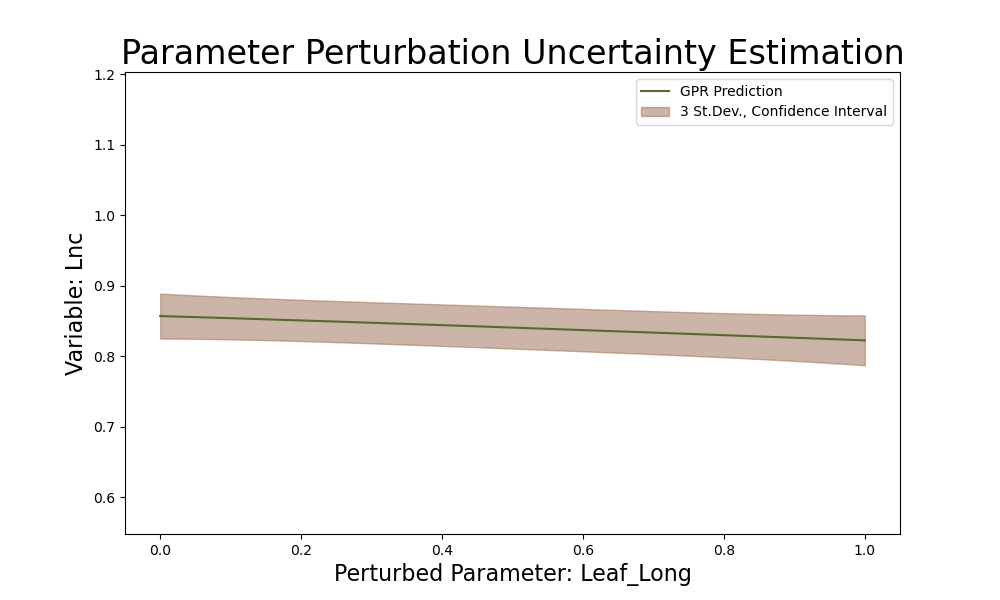 Parameter Perturbation Uncertainty Estimation
GPR Prediction
3 St.Dev., Confidence Interval
Variable: Lnc
1.2
1.1
1.0
0.9
0.8
0.7
0.6
0.0
0.2
0.4
0.6
0.8
1.0
Perturbed Parameter: Leaf_Long